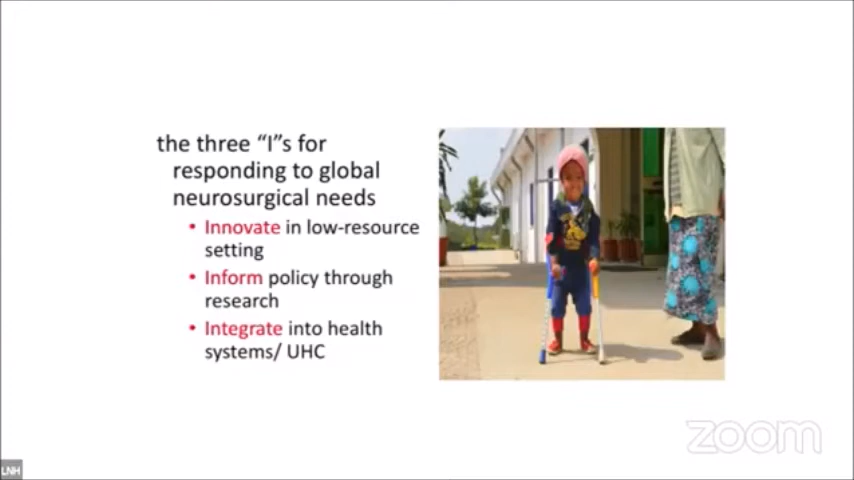 the three “I”s for
responding to global
neurosurgical needs
• Innovate in low-resource
setting
• Inform policy through
research
• Integrate into health
systems/ UHC
zoom
LNH